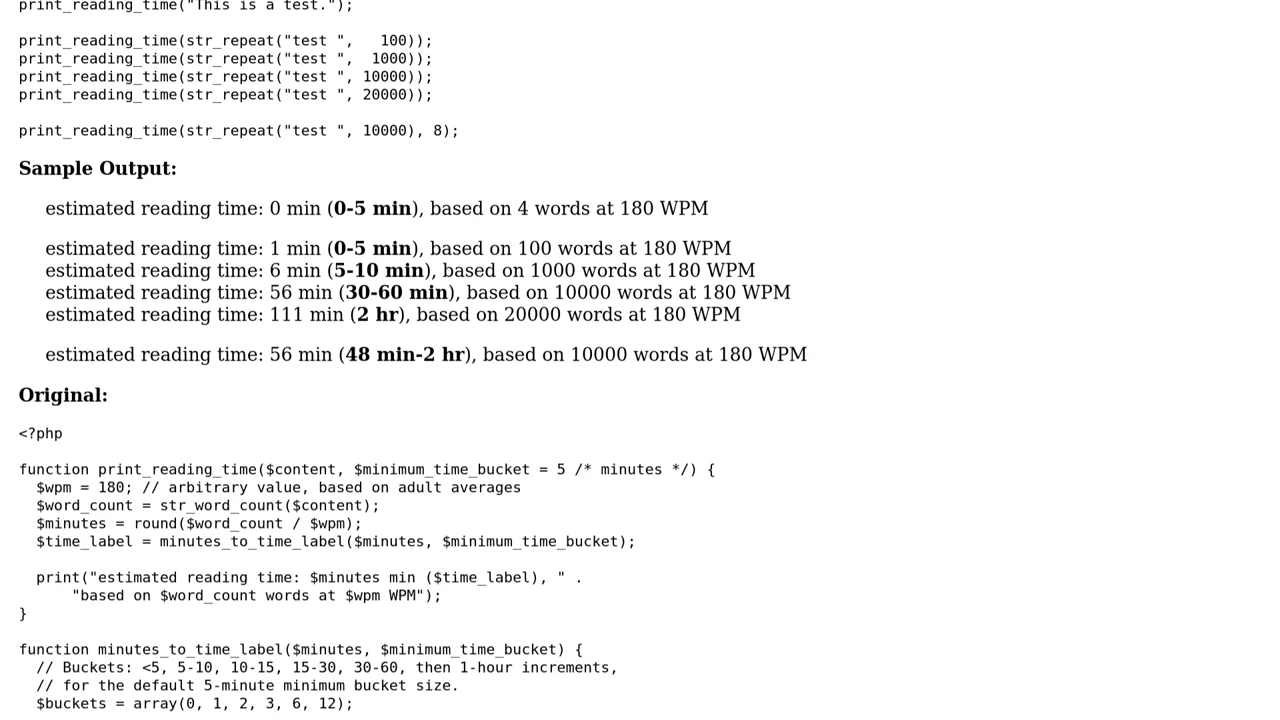 print_reading_time("This is a test.");
print_reading_time(str_repeat("test ",   100));
print_reading_time(str_repeat("test ",  1000));
print_reading_time(str_repeat("test ", 10000));
print_reading_time(str_repeat("test ", 20000));
print_reading_time(str_repeat("test ", 10000), 8);
Sample Output:
estimated reading time: 0 min (0-5 min), based on 4 words at 180 WPM
estimated reading time: 1 min (0-5 min), based on 100 words at 180 WPM
estimated reading time: 6 min (5-10 min), based on 1000 words at 180 WPM
estimated reading time: 56 min (30-60 min), based on 10000 words at 180 WPM
estimated reading time: 111 min (2 hr), based on 20000 words at 180 WPM
estimated reading time: 56 min (48 min-2 hr), based on 10000 words at 180 WPM
Original:
<?php
function print_reading_time($content, $minimum_time_bucket = 5 /* minutes */) {
  $wpm = 180; // arbitrary value, based on adult averages
  $word_count = str_word_count($content);
  $minutes = round($word_count / $wpm);
  $time_label = minutes_to_time_label($minutes, $minimum_time_bucket);
  print("estimated reading time: $minutes min ($time_label), " .
      "based on $word_count words at $wpm WPM");
}
function minutes_to_time_label($minutes, $minimum_time_bucket) {
  // Buckets: <5, 5-10, 10-15, 15-30, 30-60, then 1-hour increments,
  // for the default 5-minute minimum bucket size.
  $buckets = array(0, 1, 2, 3, 6, 12);